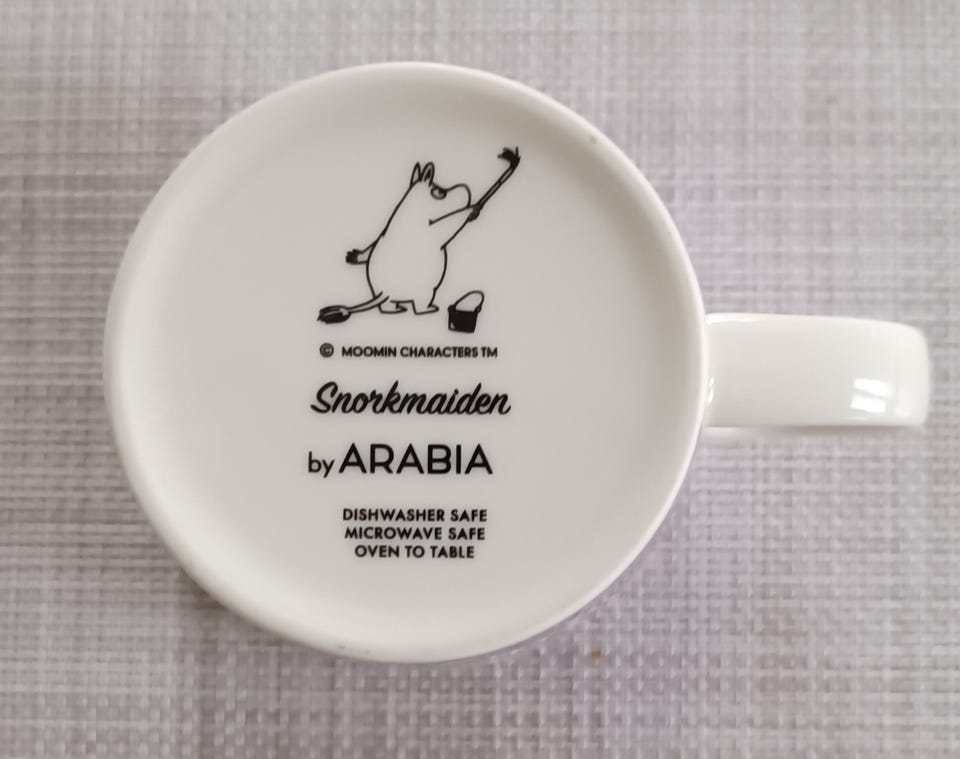 © MOOMIN CHARACTERS TM
Snorkmaiden
by ARABIA
DISHWASHER SAFE
MICROWAVE SAFE
OVEN TO TABLE